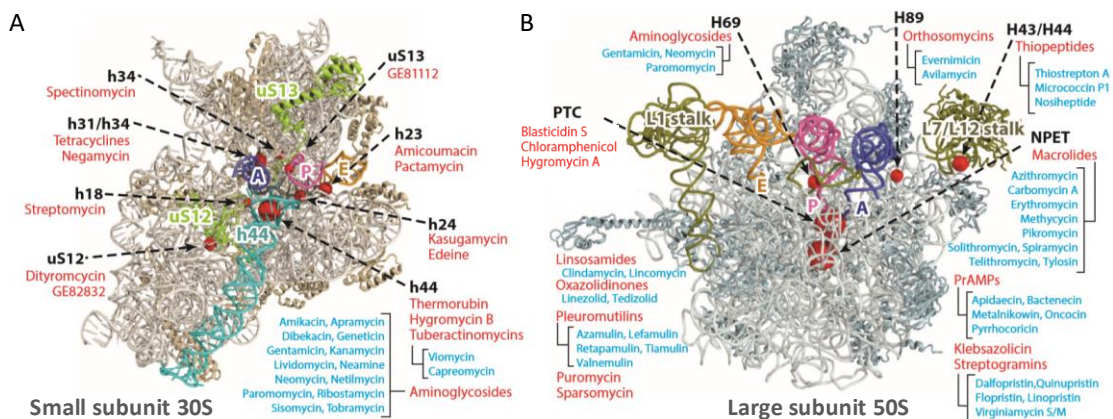 A
h34
Spectinomycin
uS13
GE81112
uS13
h31/h34
Tetracyclines
Negamycin
h23
Amicoumacin
Pactamycin
A
P
E
h18
Streptomycin
uS12
h44
h24
Kasugamycin
Edeine
uS12
Dityromcycin
GE82832
h44
Thermorubin
Hygromycin B
Tuberactinomycins
Viomycin
Capreomycin
Amikacin, Apramycin
Dibekacin, Geneticin
Gentamicin, Kanamycin
Lividomycin, Neamine
Neomycin, Netilmycin
Paromomycin, Ribostamycin
Sisomycin, Tobramycin
Aminoglycosides
Small subunit 30S
B
H69
Aminoglycosides
Gentamicin, Neomycin
Paromomycin
H89
Orthosomycins
Evernimicin
Avilamycin
H43/H44
Thiopeptides
Thiostrepton A
Micrococcin P1
Nosiheptide
L1 stalk
L7/L12 stalk
PTC
Blasticidin S
Chloramphenicol
Hygromycin A
E
P
A
NPET
Macrolides
Azithromycin
Carbomycin A
Erythromycin
Methycycin
Pikromycin
Solithromycin, Spiramycin
Telithromycin, Tylosin
Linsosamides
Clindamycin, Lincomycin
Oxazolidinones
Linezolid, Tedizolid
Pleuromutilins
Azamulin, Lefamulin
Retapamulin, Tiamulin
Valnemulin
Puromycin
Sparsomycin
PrAMPs
Apidaecin, Bactenecin
Metalnikowin, Oncocin
Pyrrhocoricin
Klebsazolicin
Streptogramins
Dalfopristin,Quinupristin
Flopristin, Linopristin
Virginiamycin S/M
Large subunit 50S